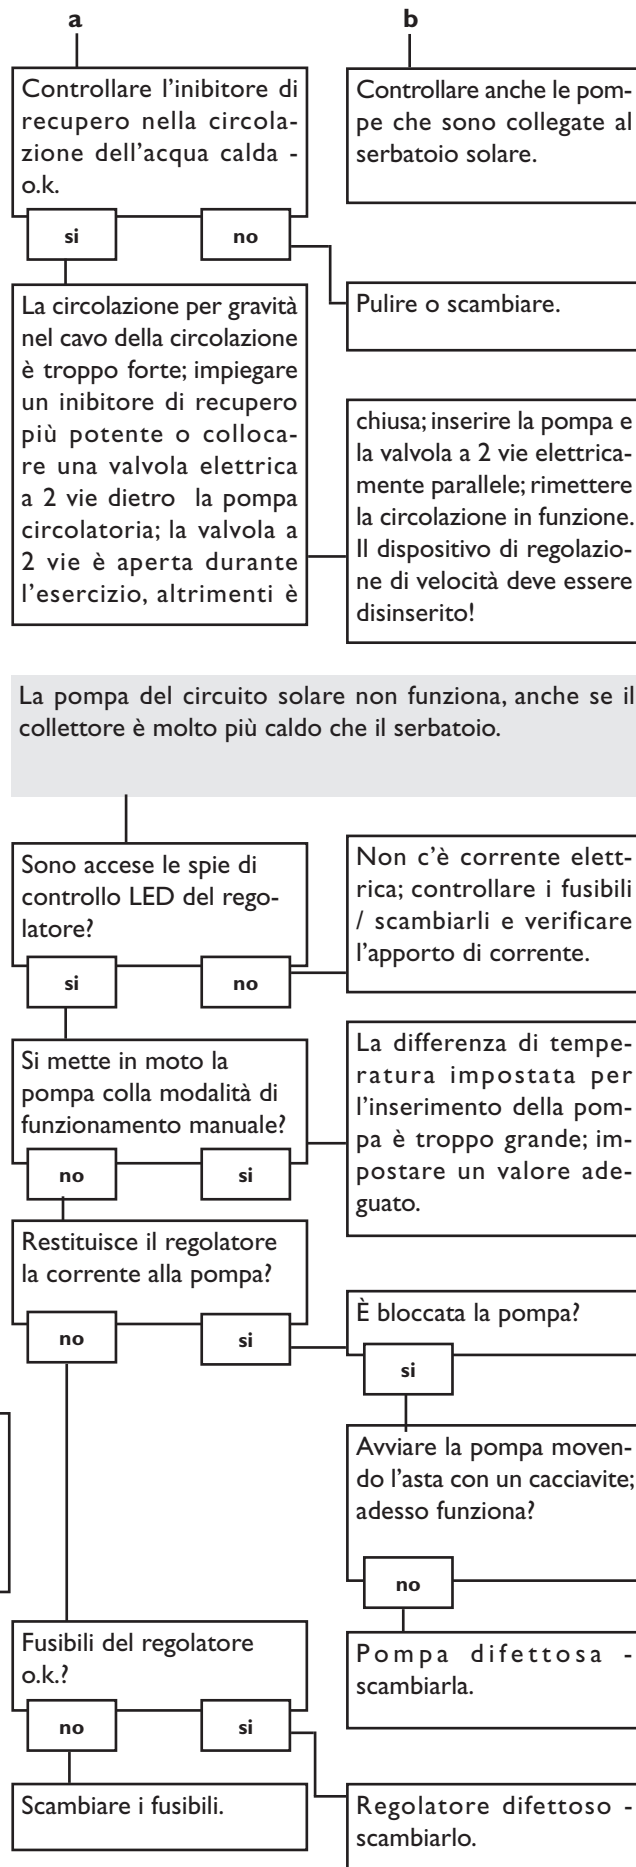 a
b
Controllare l'inibitore di
recupero nella circola-
zione dell'acqua calda -
o.k.
si
no
Controllare anche le pom-
pe che sono collegate al
serbatoio solare.
Pulire o scambiare.
La circolazione per gravità
nel cavo della circolazione
è troppo forte; impiegare
un inibitore di recupero
più potente o colloca-
re una valvola elettrica
a 2 vie dietro la pompa
circolatoria; la valvola a
2 vie è aperta durante
l'esercizio, altrimenti è
chiusa; inserire la pompa e
la valvola a 2 vie elettrica-
mente parallele; rimettere
la circolazione in funzione.
Il dispositivo di regolazio-
ne di velocità deve essere
disinserito!
La pompa del circuito solare non funziona, anche se il
collettore è molto più caldo che il serbatoio.
Sono accese le spie di
controllo LED del rego-
latore?
si
no
Non c'è corrente elett-
rica; controllare i fusibili
/ scambiarli e verificare
l'apporto di corrente.
Si mette in moto la
pompa colla modalità di
funzionamento manuale?
no
si
La differenza di tempe-
ratura impostata per
l'inserimento della pom-
pa è troppo grande; im-
postare un valore ade-
guato.
Restituisce il regolatore
la corrente alla pompa?
no
si
È bloccata la pompa?
si
Avviare la pompa moven-
do l'asta con un cacciavite;
adesso funziona?
no
Pompa difettosa -
scambiarla.
Fusibili del regolatore
o.k.?
no
si
Scambiare i fusibili.
Regolatore difettoso -
scambiarlo.